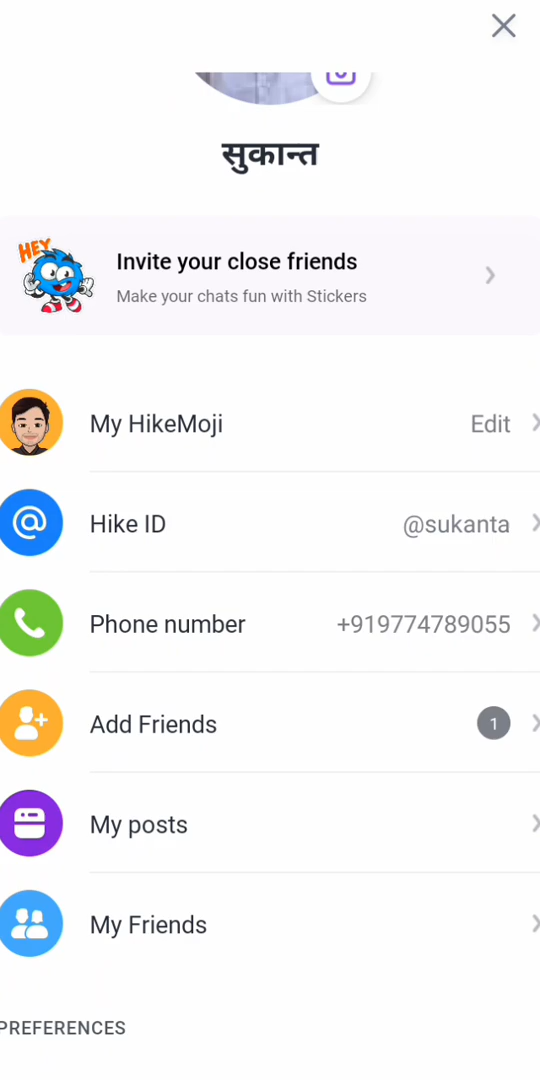 सुकान्त
HEY
Invite your close friends
Make your chats fun with Stickers
My HikeMoji Edit
Hike ID @sukanta
Phone number +919774789055
Add Friends 1
My posts
My Friends
PREFERENCES